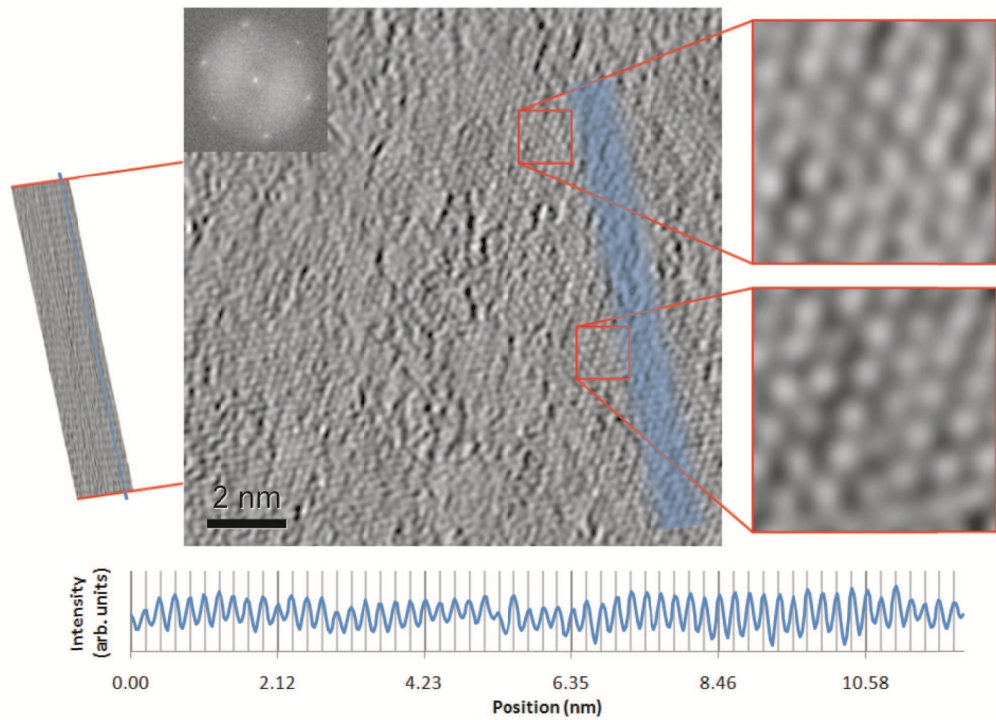 2 nm
Intensity
(arb. units)
0.00 2.12 4.23 6.35 8.46 10.58
Position (nm)